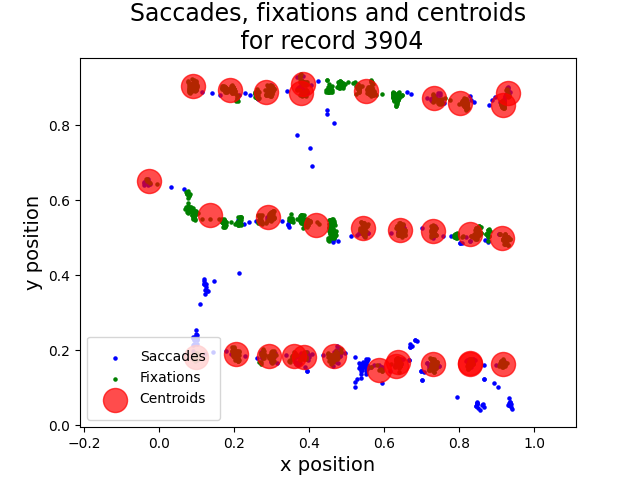 Saccades, fixations and centroids
for record 3904
y position
0.8
0.6
0.4
0.2
0.0
Saccades
Fixations
Centroids
−0.2
0.0
0.2
0.4
0.6
0.8
1.0
x position